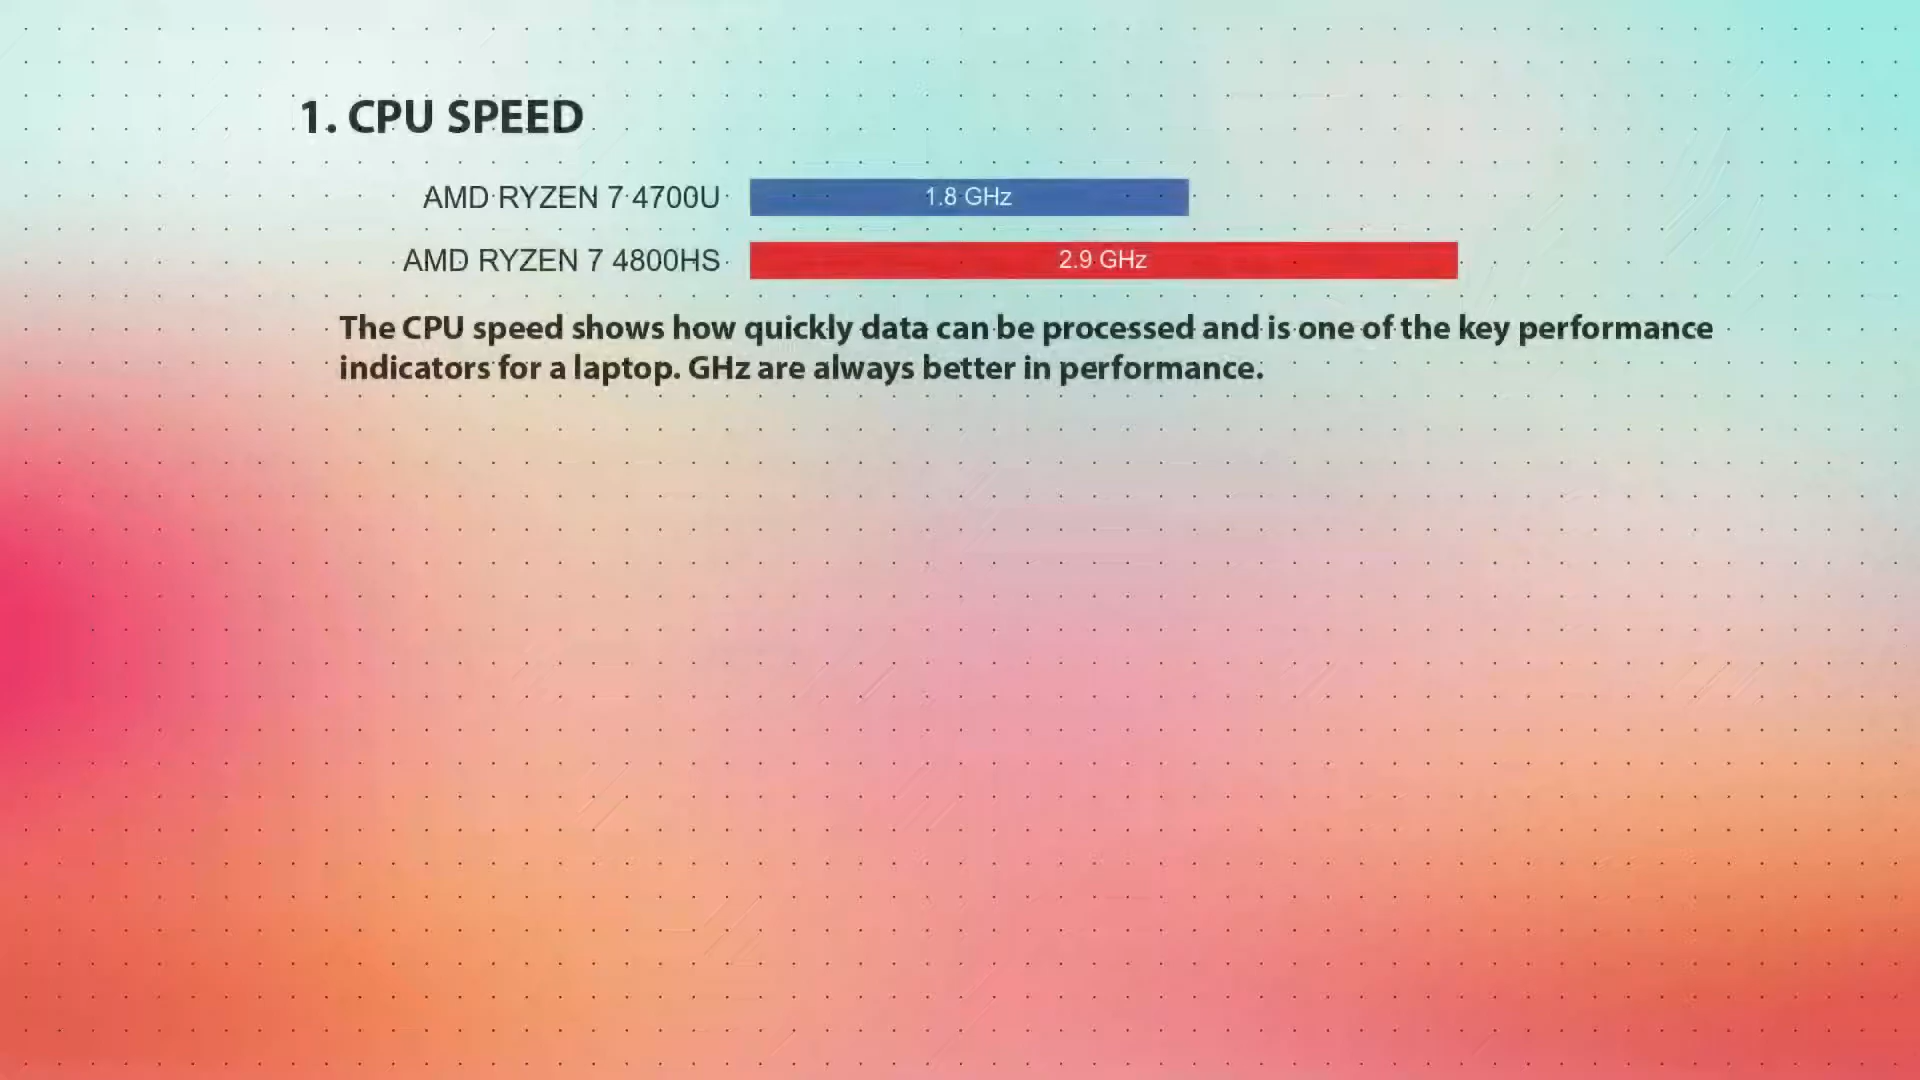 1. CPU SPEED
AMD RYZEN 7 4700U
1.8 GHz
AMD RYZEN 7 4800HS
2.9 GHz
The CPU speed shows how quickly data can be processed and is one of the key performance
indicators for a laptop. GHz are always better in performance.